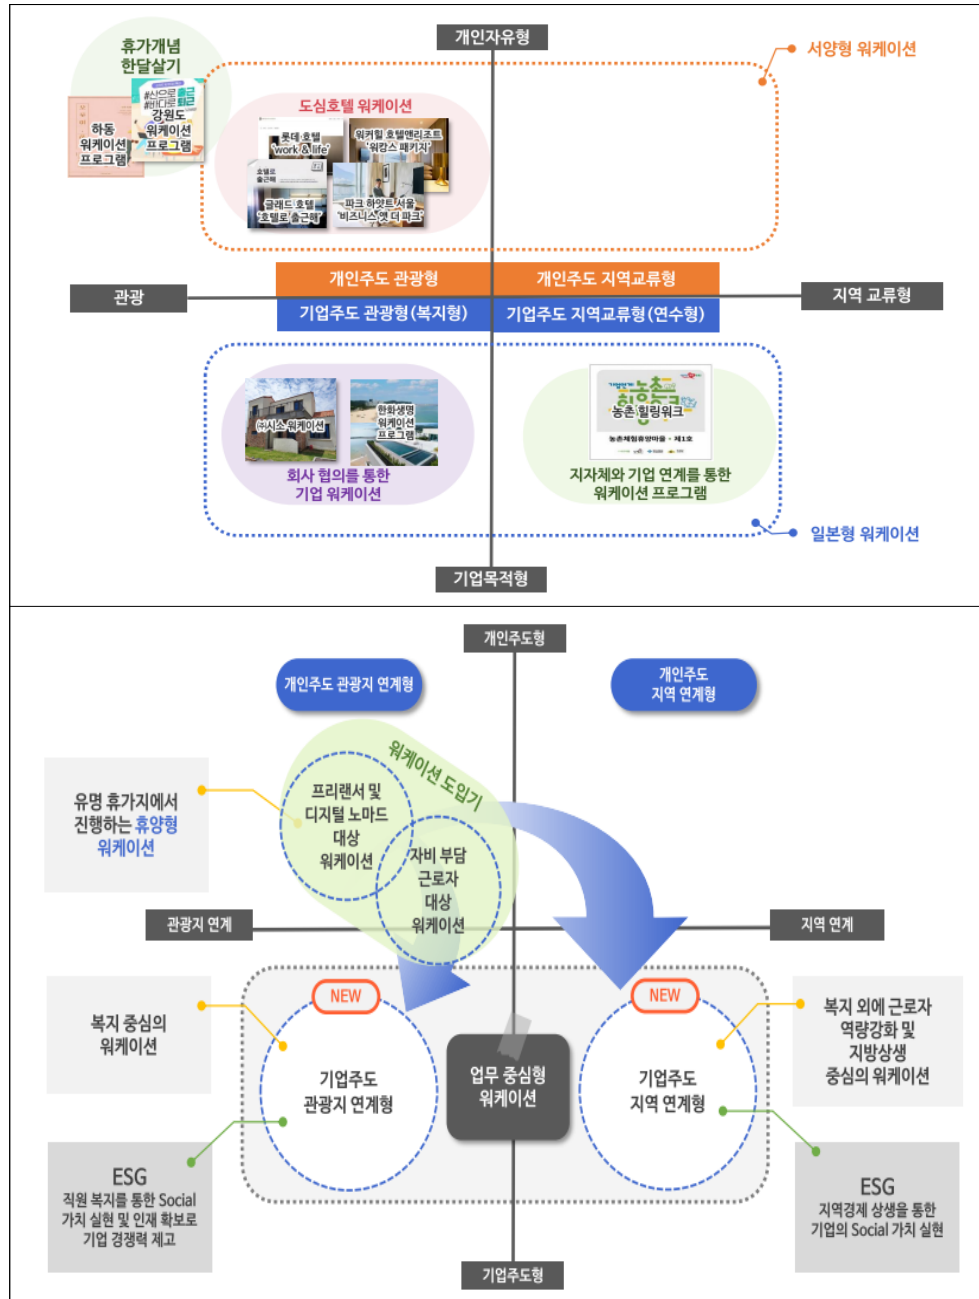 개인자유형
휴가개념
한달살기
서양형 워케이션
#산으로 출근
#바다로 퇴근
강원도
워케이션
프로그램
하동
워케이션
프로그램
도심호텔 워케이션
롯데 호텔
'work & life'
워커힐 호텔앤리조트
'워캉스 패키지'
호텔로
출근해
글래드 호텔
'호텔로 출근해'
파크 하얏트 서울
'비즈니스 앳 더 파크'
개인주도 관광형
개인주도 지역교류형
관광
지역 교류형
기업주도 관광형(복지형)
기업주도 지역교류형(연수형)
㈜시소 워케이션
한화생명
워케이션
프로그램
회사 협의를 통한
기업 워케이션
농촌
농촌 힐링워크
농촌체험휴양마을 - 제1호
지자체와 기업 연계를 통한
워케이션 프로그램
일본형 워케이션
기업목적형
개인주도형
개인주도 관광지 연계형
개인주도
지역 연계형
워케이션 도입기
유명 휴가지에서
진행하는 휴양형
워케이션
프리랜서 및
디지털 노마드
대상
워케이션
자비 부담
근로자
대상
워케이션
관광지 연계
지역 연계
NEW
NEW
복지 중심의
워케이션
기업주도
관광지 연계형
업무 중심형
워케이션
기업주도
지역 연계형
복지 외에 근로자
역량강화 및
지방상생
중심의 워케이션
ESG
직원 복지를 통한 Social
가치 실현 및 인재 확보로
기업 경쟁력 제고
ESG
지역경제 상생을 통한
기업의 Social 가치 실현
기업주도형